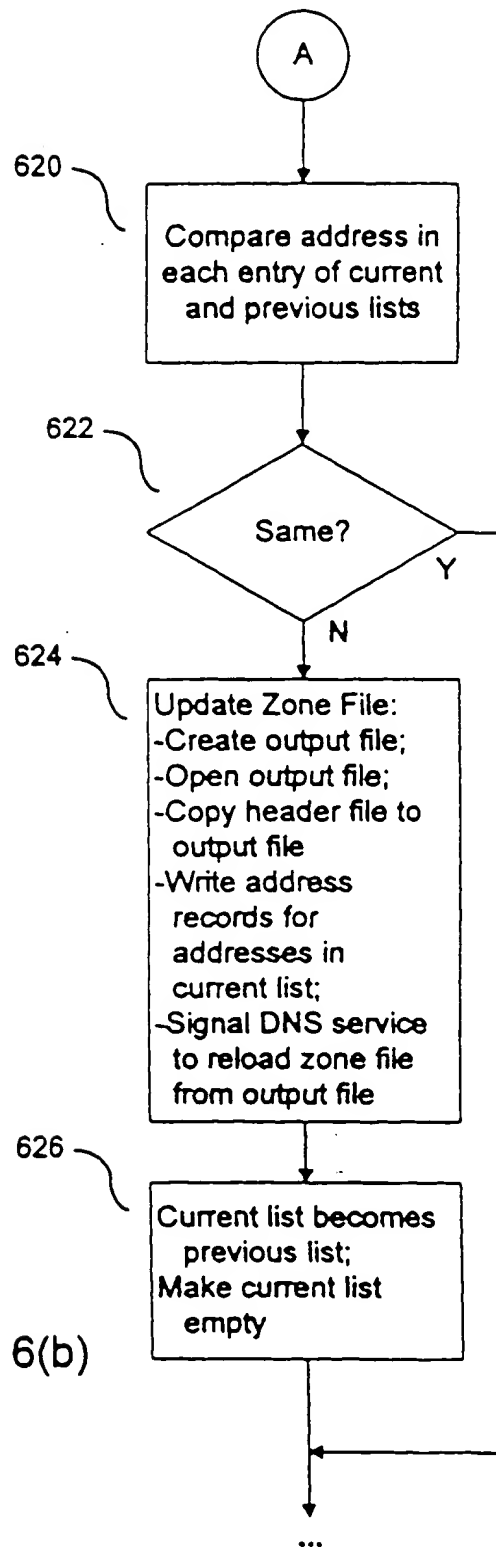 A
620
Compare address in
each entry of current
and previous lists
622
Same?
Y
N
624
Update Zone File:
-Create output file;
-Open output file;
-Copy header file to
output file
-Write address
records for
addresses in
current list;
-Signal DNS service
to reload zone file
from output file
626
Current list becomes
previous list;
Make current list
empty
6(b)
...